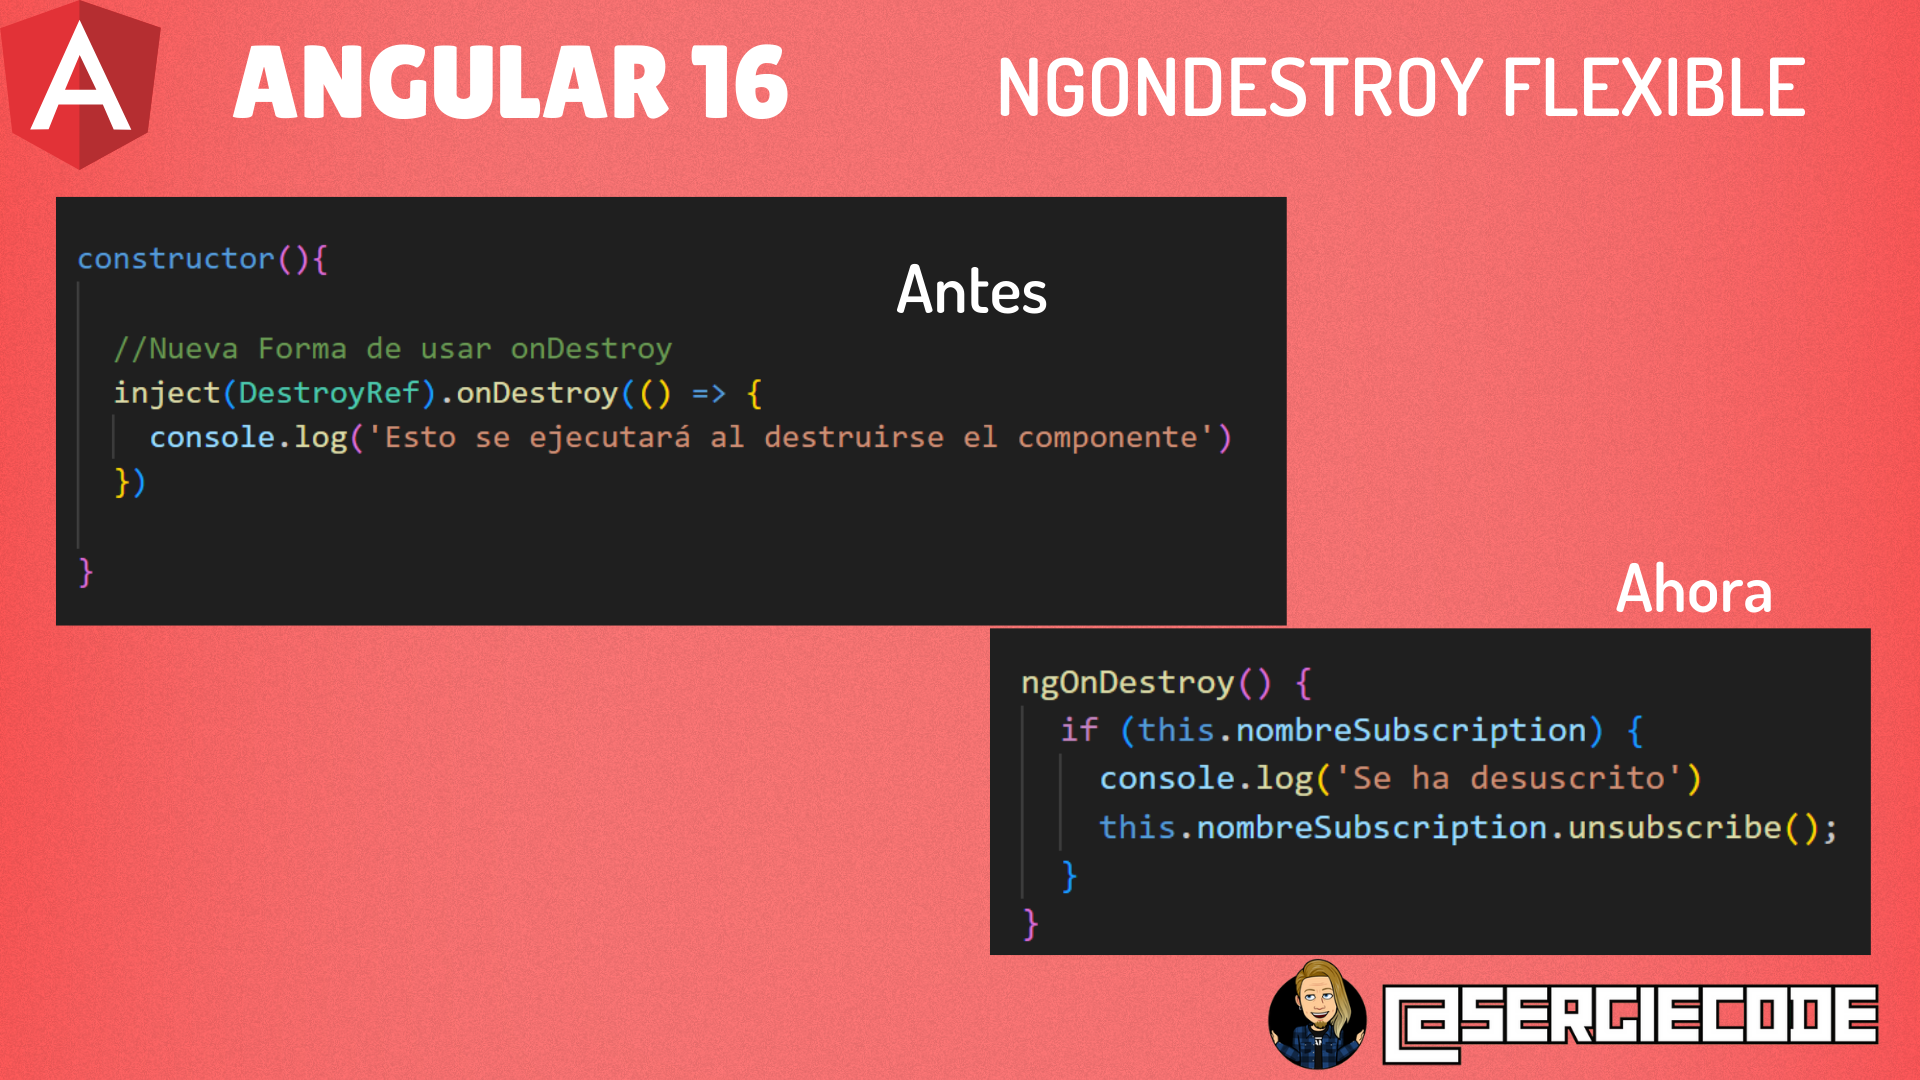 ANGULAR 16
NGONDESTROY FLEXIBLE
Antes
constructor(){
//Nueva Forma de usar onDestroy
inject(DestroyRef).onDestroy(() => {
console.log('Esto se ejecutará al destruirse el componente')
})
}
Ahora
ngOnDestroy() {
if (this.nombreSubscription) {
console.log('Se ha desuscrito')
this.nombreSubscription.unsubscribe();
}
}
@SERGIECODE